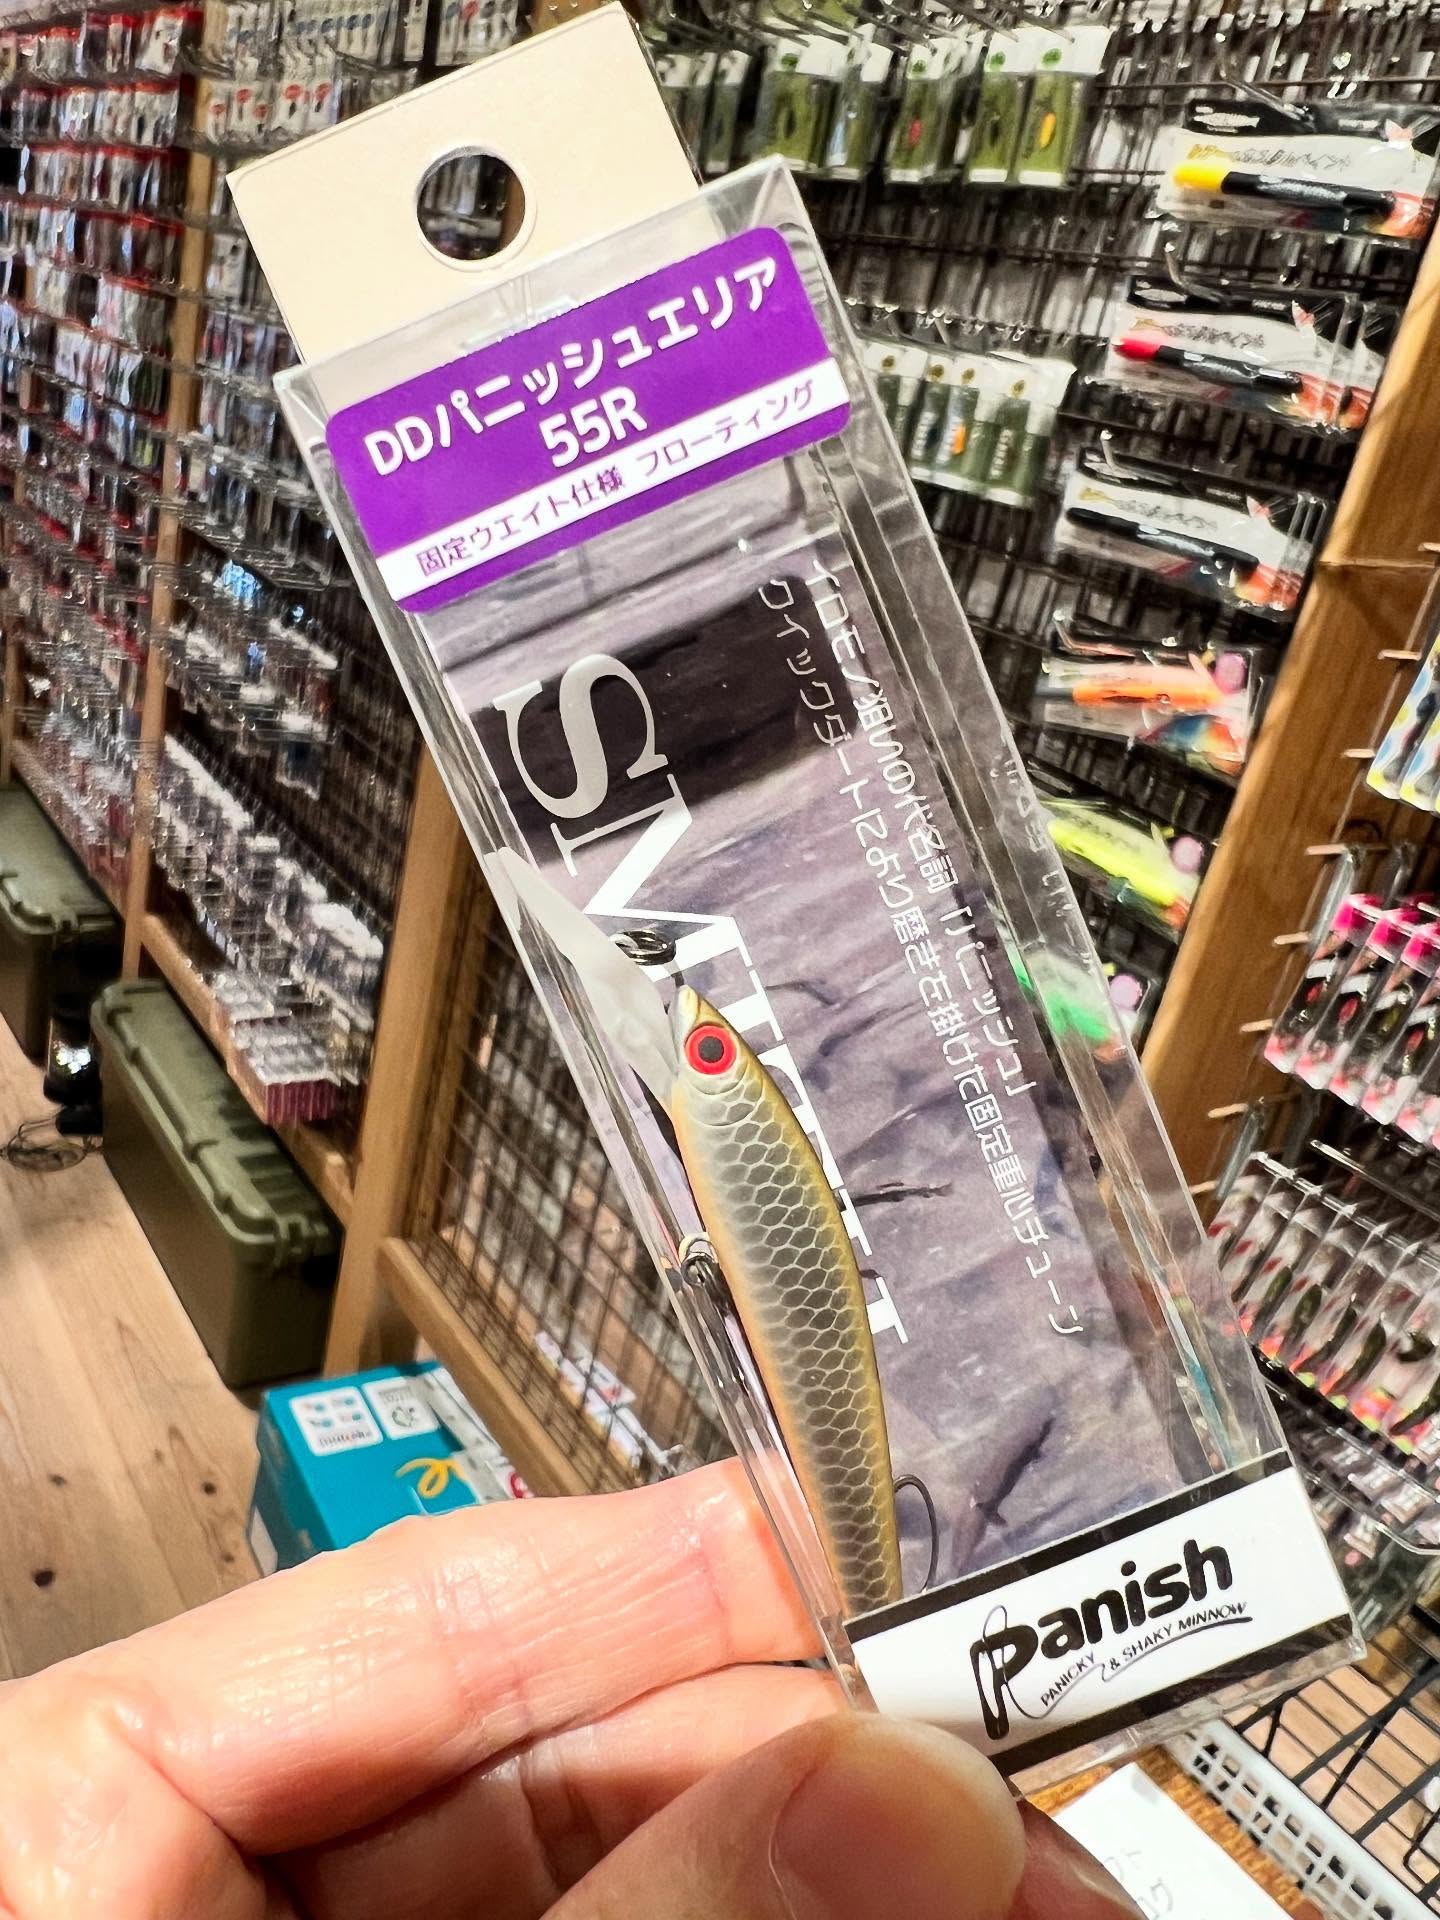 DDパニッシュエリア
55R
固定ウエイト仕様 フローティング
イロモノ狙いの代名詞「パニッシュ」
クイックダートにより磨きを掛けた固定重心チューン
SMITH
Panish
PANICKY & SHAKY MINNOW